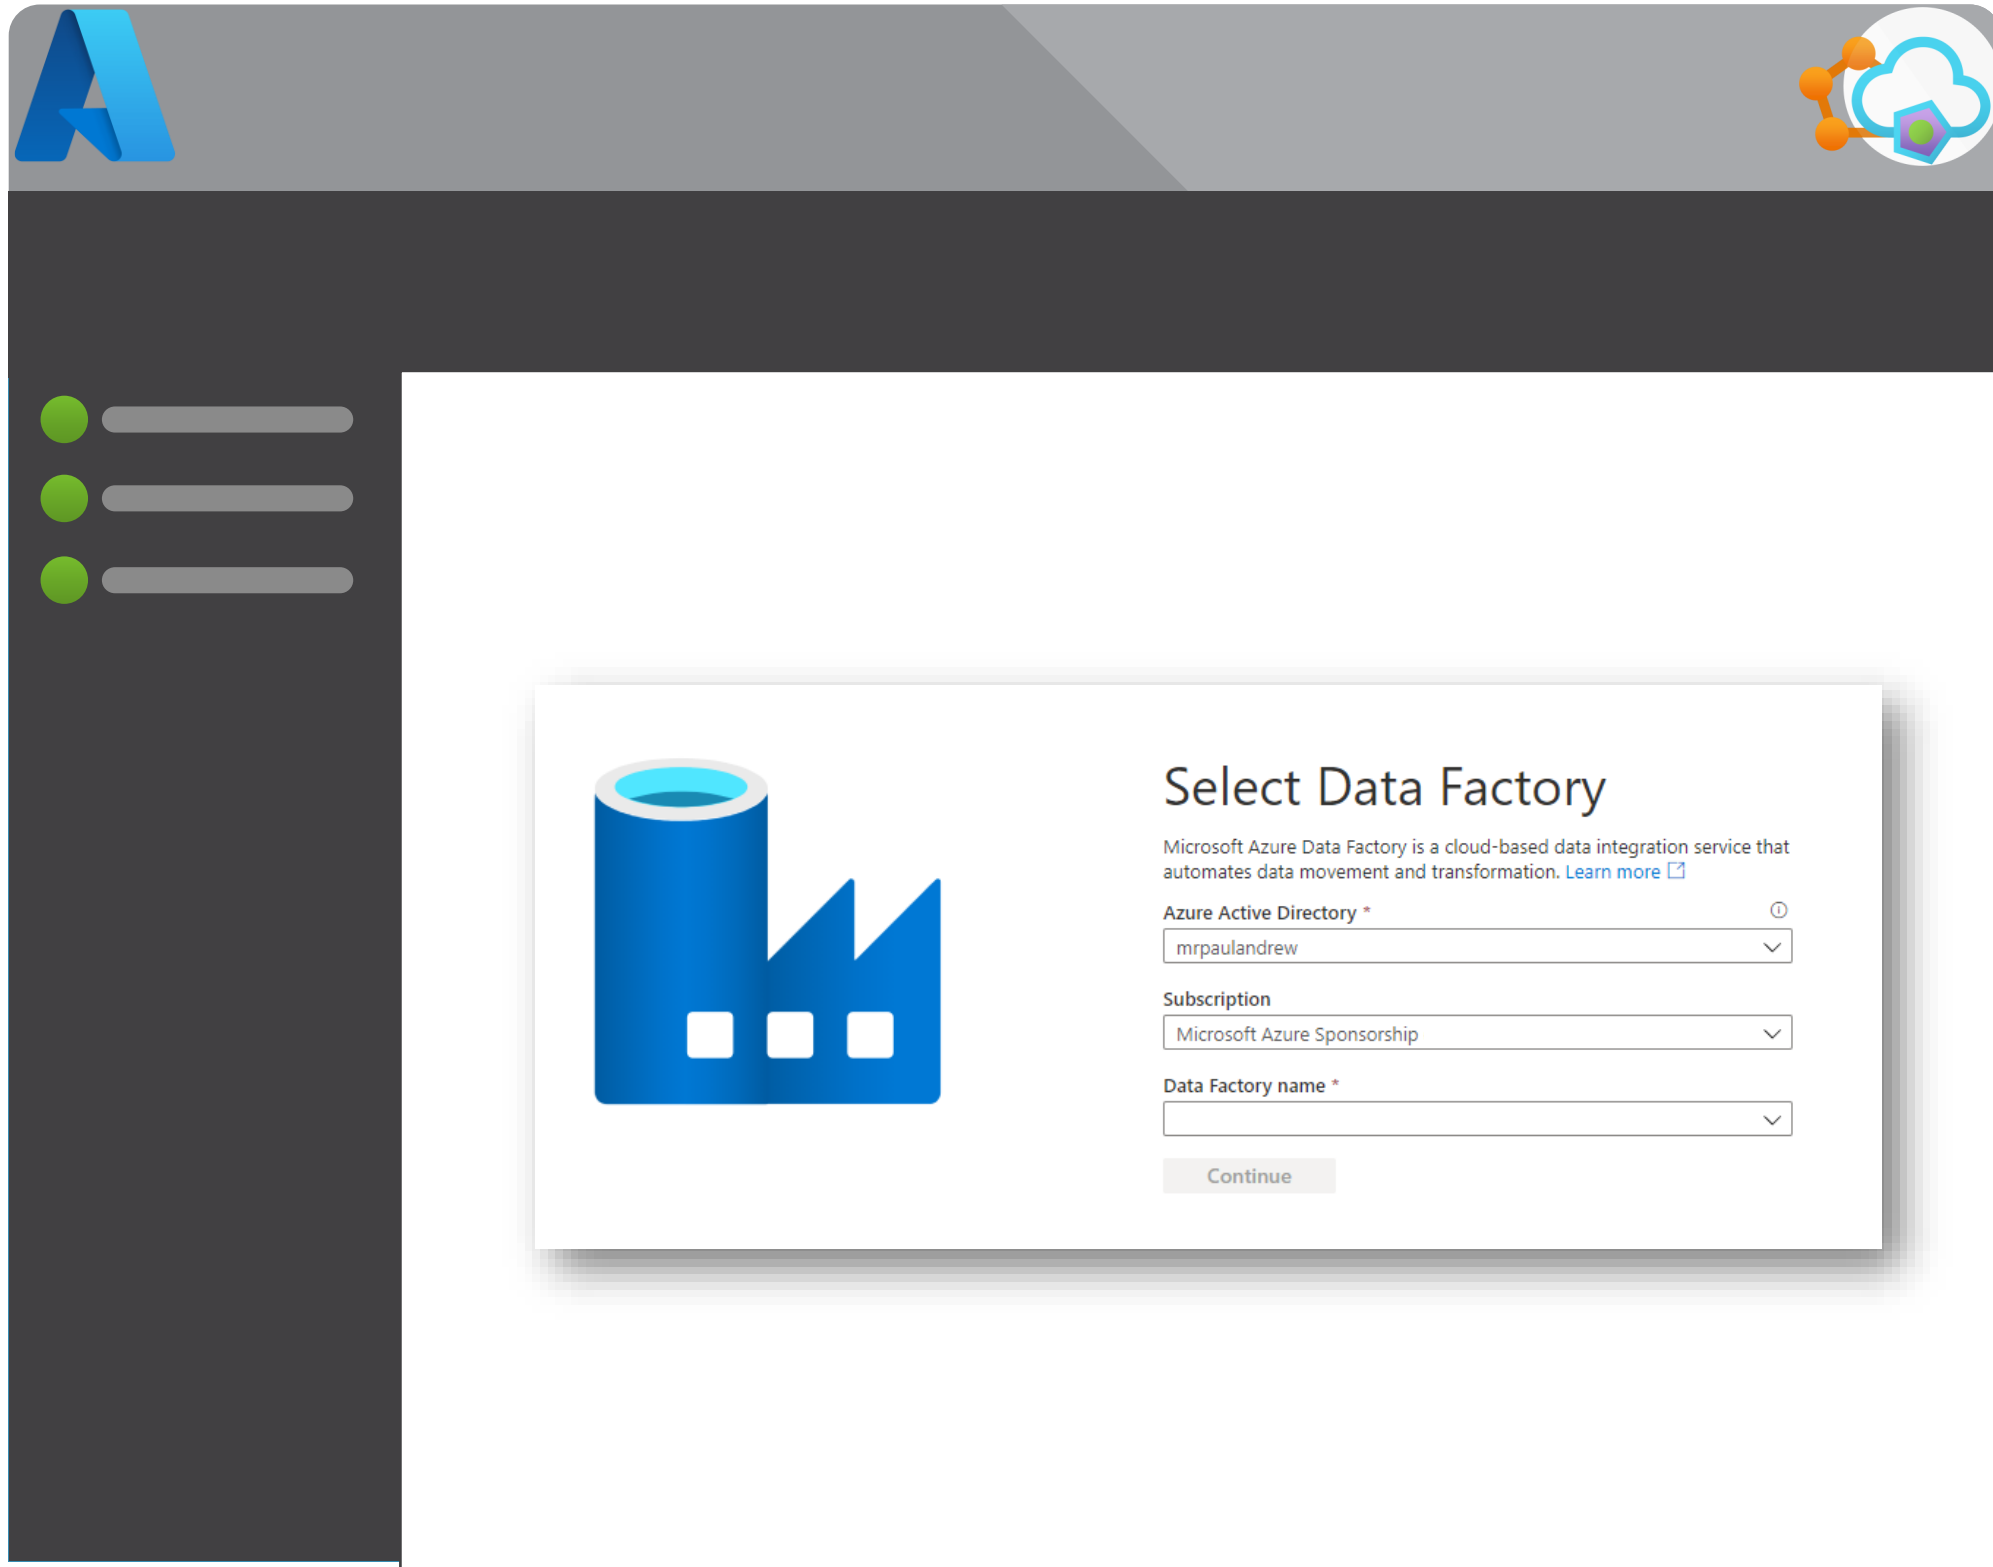 Select Data Factory
Microsoft Azure Data Factory is a cloud-based data integration service that
automates data movement and transformation. Learn more
Azure Active Directory *
mrpaulandrew
Subscription
Microsoft Azure Sponsorship
Data Factory name *
Continue